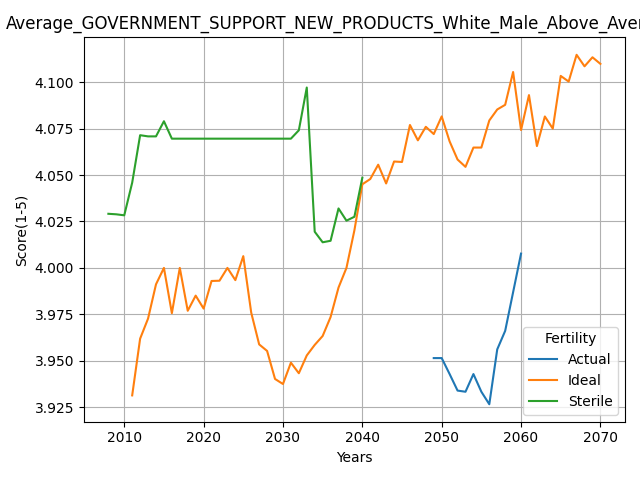 Average_GOVERNMENT_SUPPORT_NEW_PRODUCTS_White_Male_Above_Aver
4.100
4.075
4.050
4.025
4.000
3.975
3.950
3.925
Score(1-5)
2010 2020 2030 2040 2050 2060 2070
Years
Fertility
Actual
Ideal
Sterile